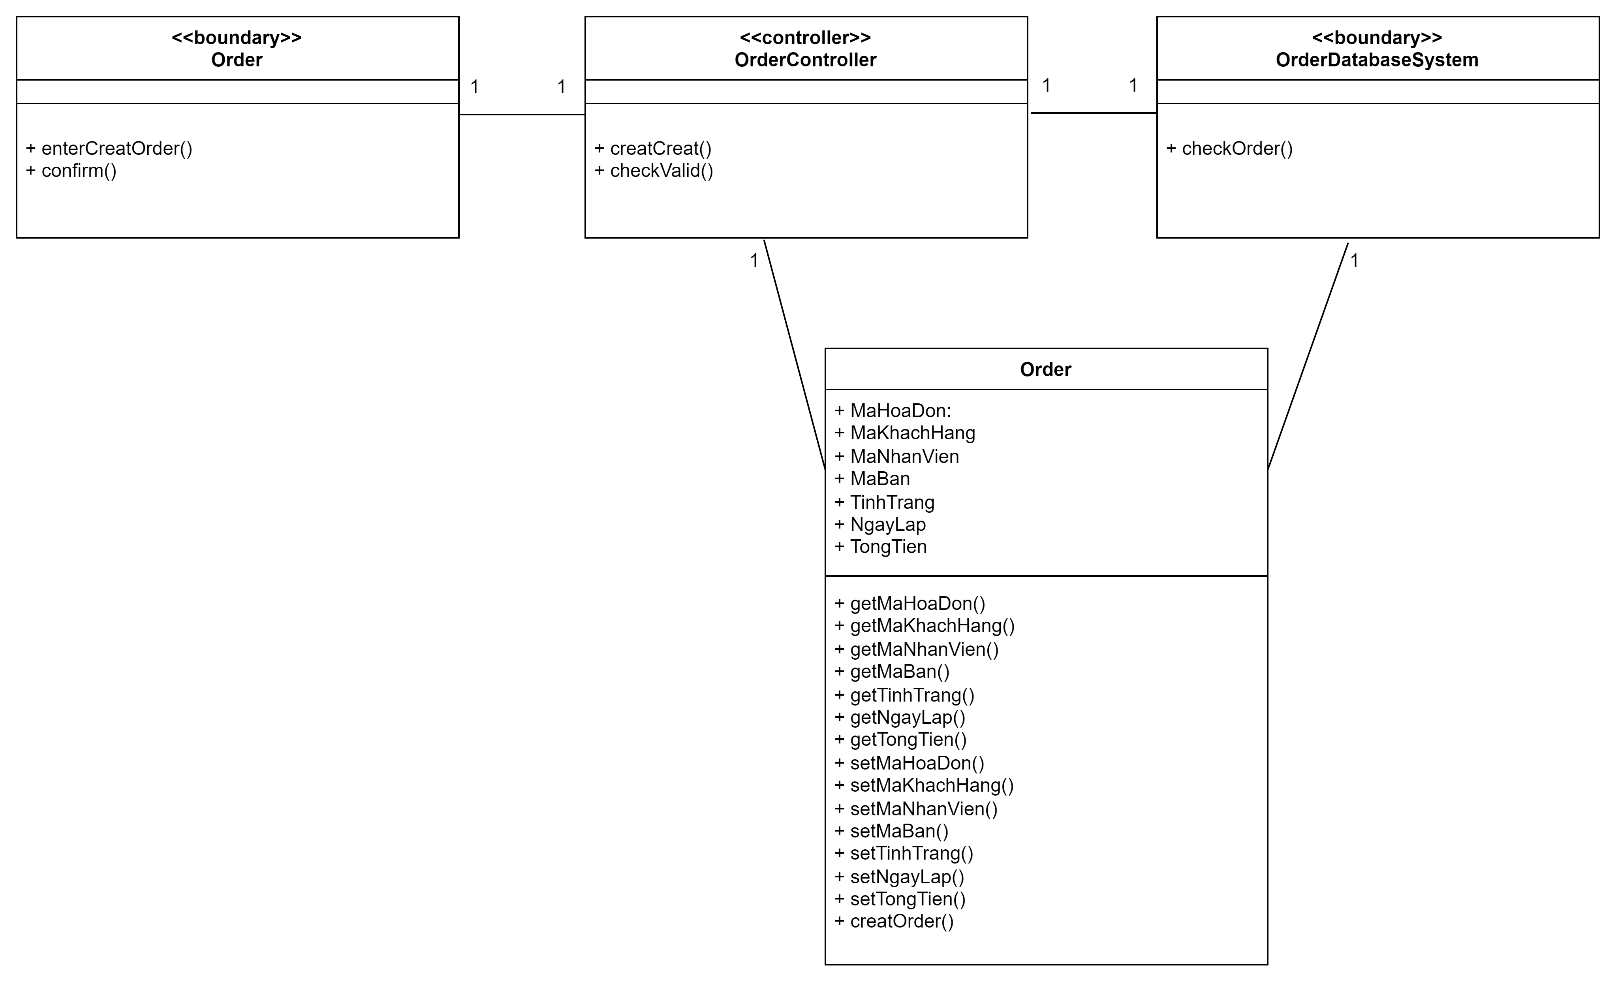 <<boundary>>
Order
1
1
<<controller>>
OrderController
1
1
<<boundary>>
OrderDatabaseSystem
+ enterCreatOrder()
+ confirm()
+ creatCreat()
+ checkValid()
+ checkOrder()
1
1
Order
+ MaHoaDon:
+ MaKhachHang
+ MaNhanVien
+ MaBan
+ TinhTrang
+ NgayLap
+ TongTien
+ getMaHoaDon()
+ getMaKhachHang()
+ getMaNhanVien()
+ getMaBan()
+ getTinhTrang()
+ getNgayLap()
+ getTongTien()
+ setMaHoaDon()
+ setMaKhachHang()
+ setMaNhanVien()
+ setMaBan()
+ setTinhTrang()
+ setNgayLap()
+ setTongTien()
+ creatOrder()